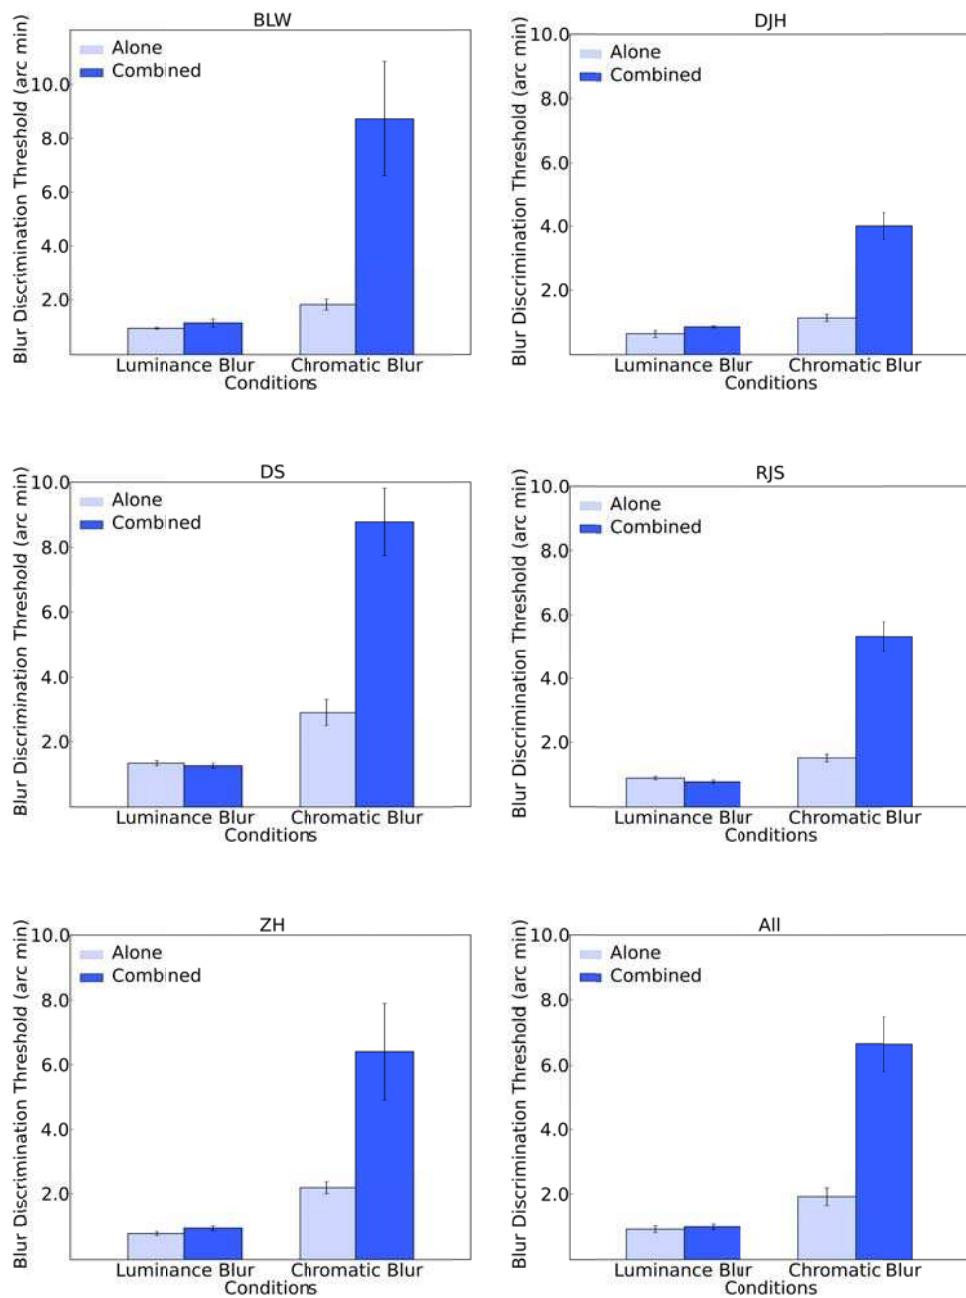 BLW
Alone
Combined
10.0
8.0
6.0
4.0
2.0
Blur Discrimination Threshold (arc min)
Luminance Blur Chromatic Blur
Conditions
DJH
Alone
Combined
10.0
8.0
6.0
4.0
2.0
Blur Discrimination Threshold (arc min)
Luminance Blur Chromatic Blur
Conditions
DS
Alone
Combined
10.0
8.0
6.0
4.0
2.0
Blur Discrimination Threshold (arc min)
Luminance Blur Chromatic Blur
Conditions
RJS
Alone
Combined
10.0
8.0
6.0
4.0
2.0
Blur Discrimination Threshold (arc min)
Luminance Blur Chromatic Blur
Conditions
ZH
Alone
Combined
10.0
8.0
6.0
4.0
2.0
Blur Discrimination Threshold (arc min)
Luminance Blur Chromatic Blur
Conditions
All
Alone
Combined
10.0
8.0
6.0
4.0
2.0
Blur Discrimination Threshold (arc min)
Luminance Blur Chromatic Blur
Conditions